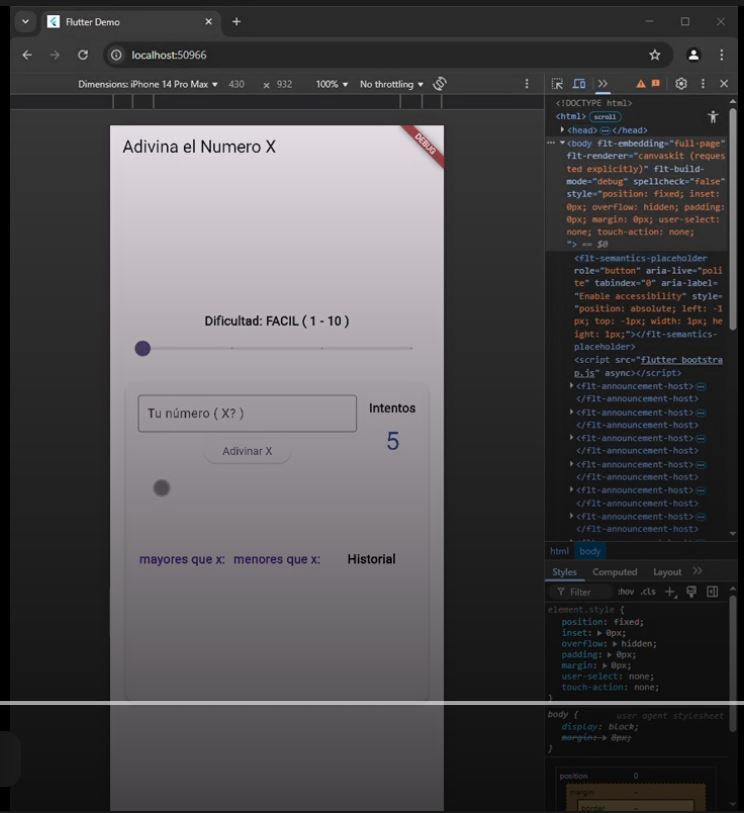 Flutter Demo
localhost:50966
Dimensions: iPhone 14 Pro Max ▾ 430 x 932 100% ▾ No throttling ▾
<!DOCTYPE html>
<html> scroll
<head> </head>
<body flt-embedding="full-page"
flt-renderer="canvaskit (reques
ted explicitly)" flt-build-
mode="debug" spellcheck="false"
style="position: fixed; inset:
0px; overflow: hidden; padding:
0px; margin: 0px; user-select:
none; touch-action: none;
"> == $0
<flt-semantics-placeholder
role="button" aria-live="poli
te" tabindex="0" aria-label=
"Enable accessibility" style=
"position: absolute; left: -1
px; top: -1px; width: 1px; he
ight: 1px;"></flt-semantics-
placeholder>
<script src="flutter_bootstra
p.js" async></script>
<flt-announcement-host>
</flt-announcement-host>
<flt-announcement-host>
</flt-announcement-host>
<flt-announcement-host>
</flt-announcement-host>
<flt-announcement-host>
</flt-announcement-host>
<flt-announcement-host>
</flt-announcement-host>
<flt-announcement-host>
</flt-announcement-host>
html body
Styles Computed Layout
Filter :hov .cls
element.style {
position: fixed;
inset: 0px;
overflow: hidden;
padding: 0px;
margin: 0px;
user-select: none;
touch-action: none;
}
body { user agent stylesheet
display: block;
margin: 8px;
}
position 0
margin -
border -
Adivina el Numero X
DEBUG
Dificultad: FACIL ( 1 - 10 )
Tu número ( X? )
Intentos
5
Adivinar X
mayores que x: menores que x: Historial